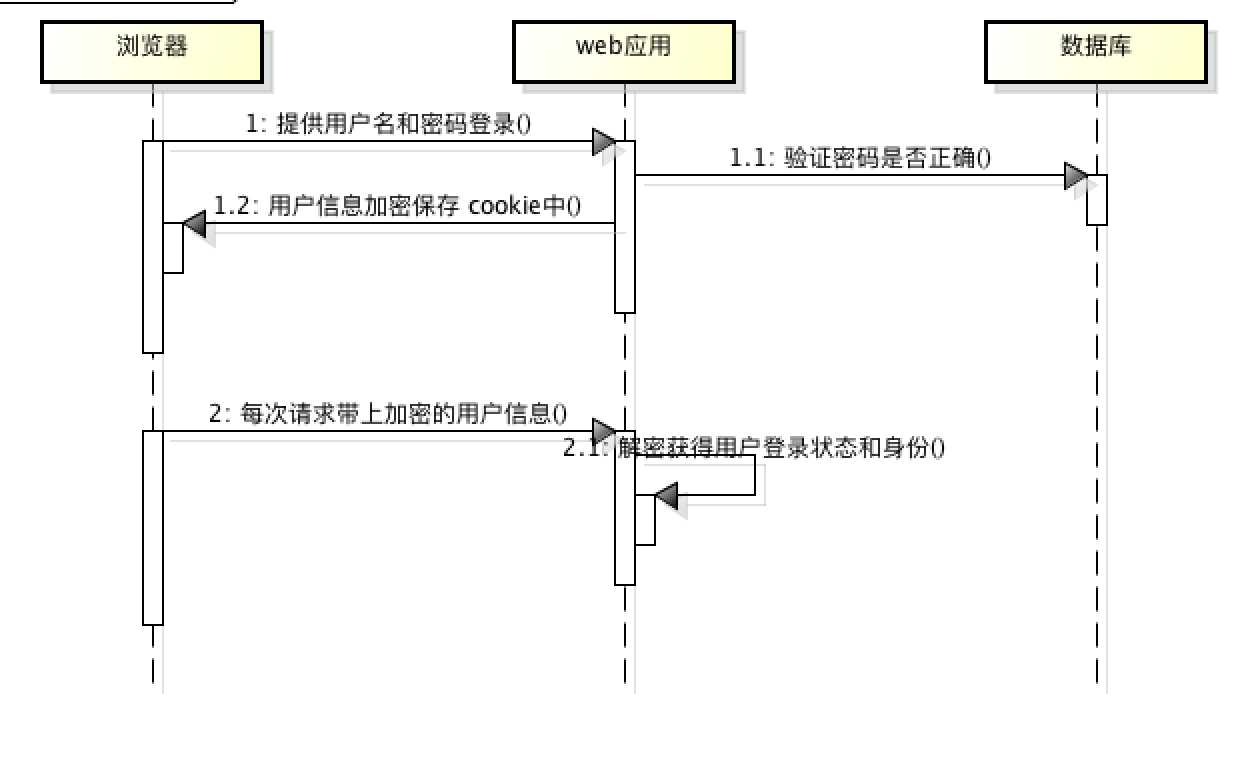 浏览器
web应用
数据库
1: 提供用户名和密码登录()
1.1: 验证密码是否正确()
1.2: 用户信息加密保存 cookie中()
2: 每次请求带上加密的用户信息()
2.1: 解密获得用户登录状态和身份()